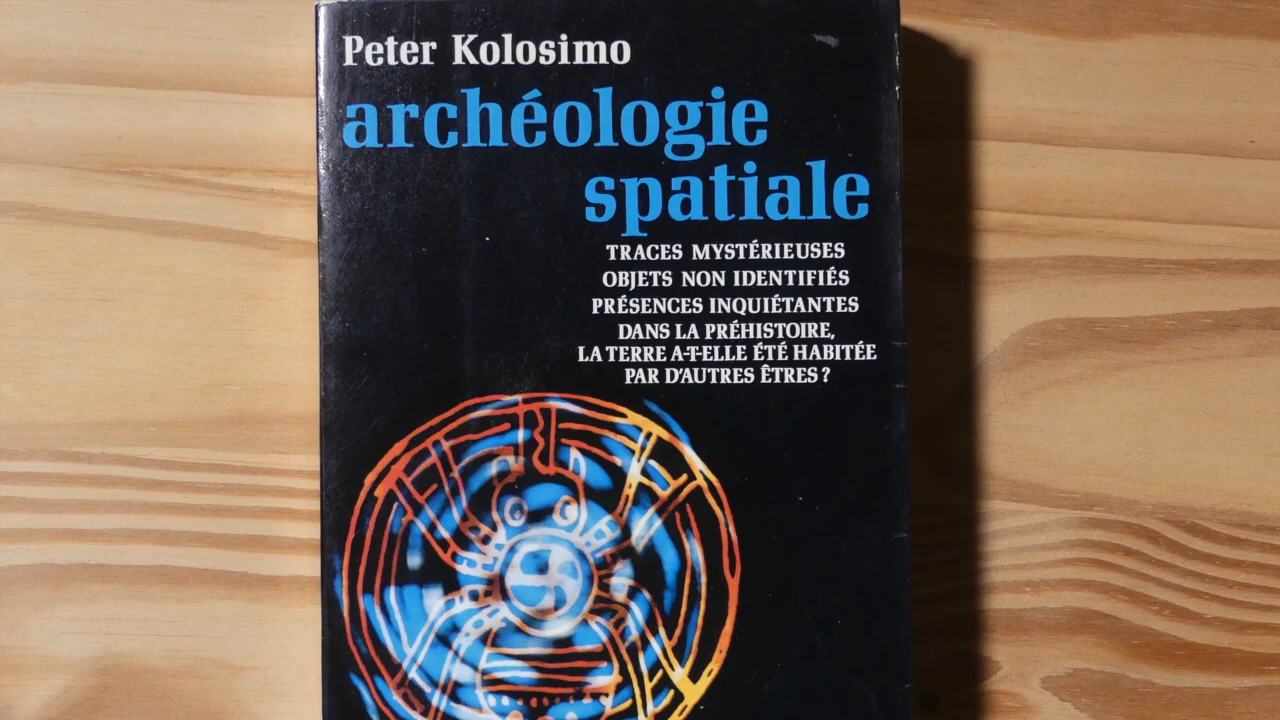 Peter Kolosimo
archéologie
spatiale
TRACES MYSTÉRIEUSES
OBJETS NON IDENTIFIÉS
PRÉSENCES INQUIÉTANTES
DANS LA PRÉHISTOIRE,
LA TERRE A-T-ELLE ÉTÉ HABITÉE
PAR D'AUTRES ÊTRES ?